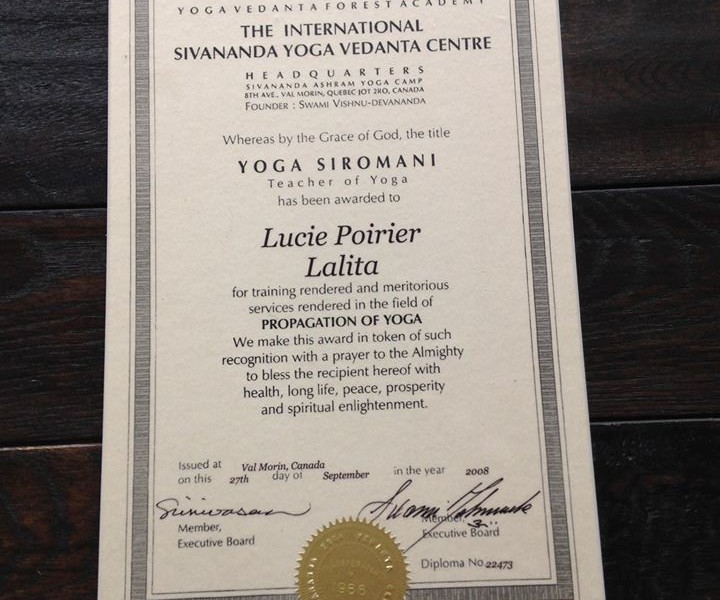 YOGA VEDANTA FOREST ACADEMY
THE INTERNATIONAL
SIVANANDA YOGA VEDANTA CENTRE
HEADQUARTERS
SIVANANDA ASHRAM YOGA CAMP
8TH AVE., VAL MORIN, QUEBEC JOT 2RO, CANADA
FOUNDER : SWAMI VISHNU-DEVANANDA
Whereas by the Grace of God, the title
YOGA SIROMANI
Teacher of Yoga
has been awarded to
Lucie Poirier
Lalita
for training rendered and meritorious
services rendered in the field of
PROPAGATION OF YOGA
We make this award in token of such
recognition with a prayer to the Almighty
to bless the recipient hereof with
health, long life, peace, prosperity
and spiritual enlightenment.
Issued at Val Morin, Canada
on this 27th day of September in the year 2008
Srinivasan Swami
Member, Member,
Executive Board Executive Board
Diploma No 22473
YOGA VEDANTA
1986